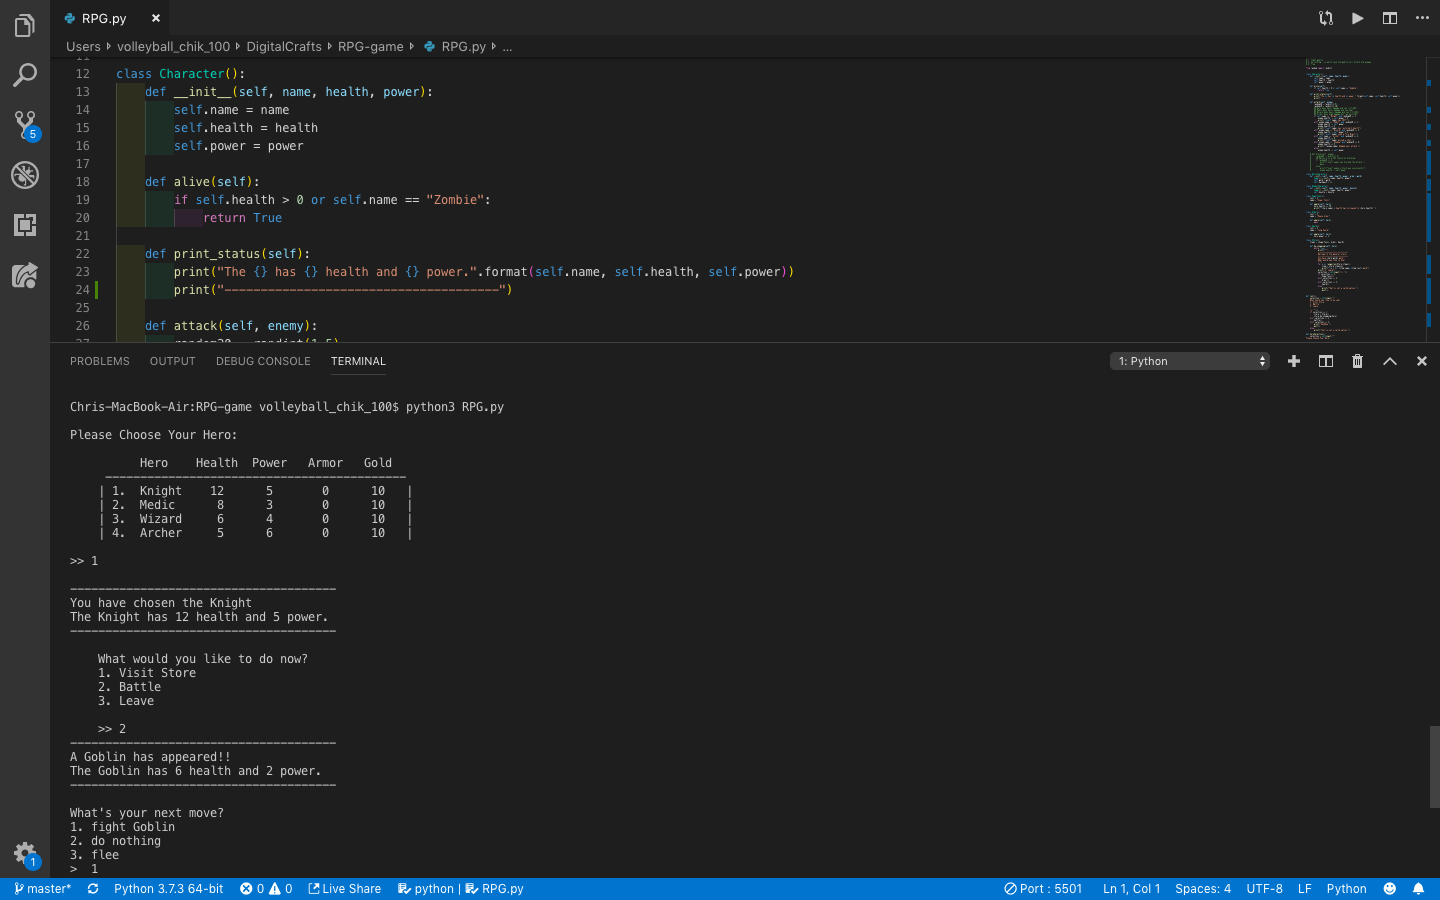 RPG.py
Users volleyball_chik_100 DigitalCrafts RPG-game RPG.py ...
11
12 class Character():
13 def __init__(self, name, health, power):
14 self.name = name
15 self.health = health
16 self.power = power
17
18 def alive(self):
19 if self.health > 0 or self.name == "Zombie":
20 return True
21
22 def print_status(self):
23 print("The {} has {} health and {} power.".format(self.name, self.health, self.power))
24 print("--------------------------------------")
25
26 def attack(self, enemy):
5
PROBLEMS OUTPUT DEBUG CONSOLE TERMINAL 1: Python
Chris-MacBook-Air:RPG-game volleyball_chik_100$ python3 RPG.py
Please Choose Your Hero:
Hero Health Power Armor Gold
-------------------------------------------
| 1. Knight 12 5 0 10 |
| 2. Medic 8 3 0 10 |
| 3. Wizard 6 4 0 10 |
| 4. Archer 5 6 0 10 |
>> 1
--------------------------------------
You have chosen the Knight
The Knight has 12 health and 5 power.
--------------------------------------
What would you like to do now?
1. Visit Store
2. Battle
3. Leave
>> 2
--------------------------------------
A Goblin has appeared!!
The Goblin has 6 health and 2 power.
--------------------------------------
What's your next move?
1. fight Goblin
2. do nothing
3. flee
> 1
1
master* Python 3.7.3 64-bit 0 0 Live Share python | RPG.py Port : 5501 Ln 1, Col 1 Spaces: 4 UTF-8 LF Python